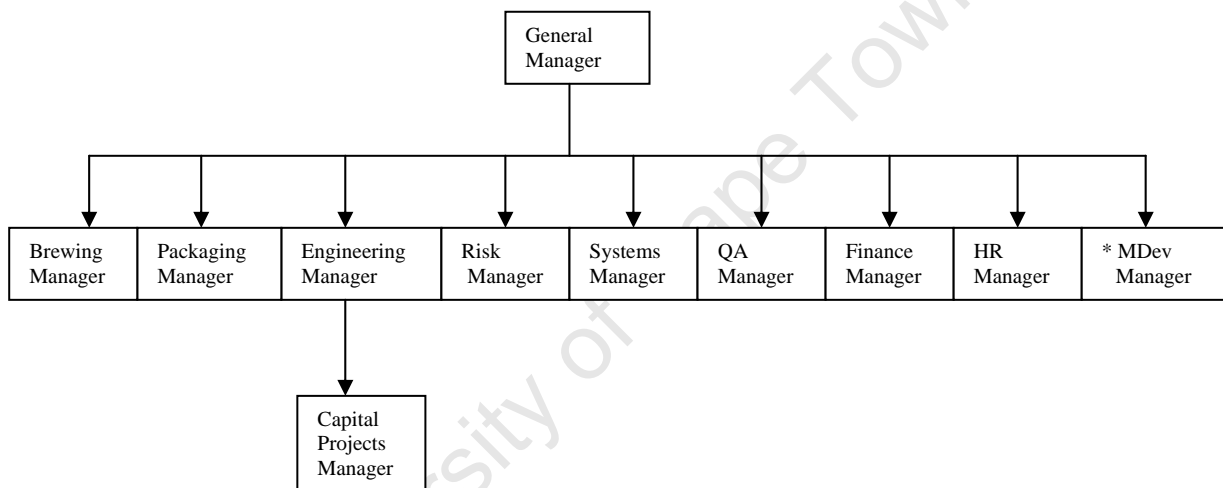 General
Manager
Brewing
Manager
Packaging
Manager
Engineering
Manager
Risk
Manager
Systems
Manager
QA
Manager
Finance
Manager
HR
Manager
* MDev
Manager
Capital
Projects
Manager